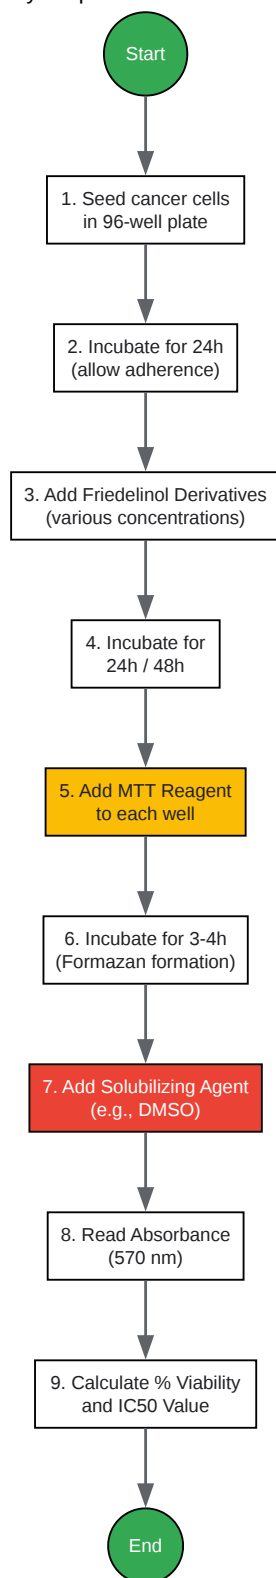 Start
1. Seed cancer cells
in 96-well plate
2. Incubate for 24h
(allow adherence)
3. Add Friedelinol Derivatives
(various concentrations)
4. Incubate for
24h / 48h
5. Add MTT Reagent
to each well
6. Incubate for 3-4h
(Formazan formation)
7. Add Solubilizing Agent
(e.g., DMSO)
8. Read Absorbance
(570 nm)
9. Calculate % Viability
and IC50 Value
End